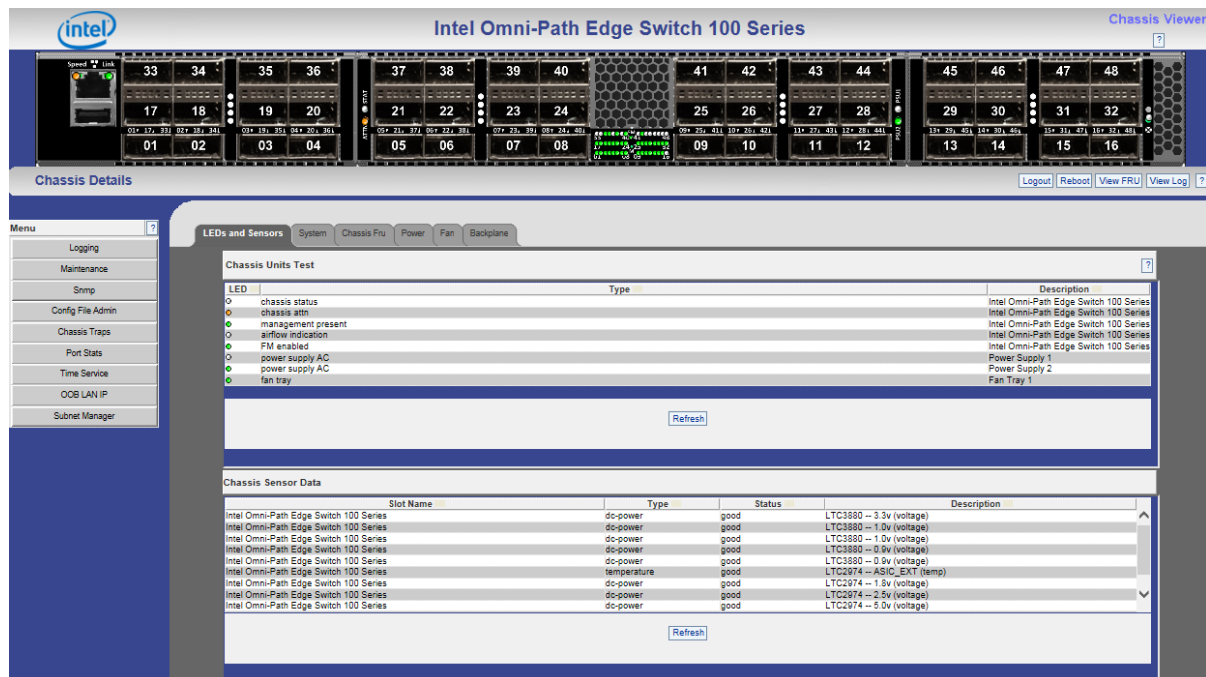 intel
Intel Omni-Path Edge Switch 100 Series
Chassis Viewer
?
Speed Link
33 34 35 36 37 38 39 40 41 42 43 44 45 46 47 48
STAT
PSU1
17 18 19 20 21 22 23 24 25 26 27 28 29 30 31 32
ATTN
PSU2
01 02 03 04 05 06 07 08 09 10 11 12 13 14 15 16
Chassis Details
Logout Reboot View FRU View Log ?
Menu ?
Logging
Maintenance
Snmp
Config File Admin
Chassis Traps
Port Stats
Time Service
OOB LAN IP
Subnet Manager
LEDs and Sensors System Chassis Fru Power Fan Backplane
Chassis Units Test ?
LED Type Description
chassis status Intel Omni-Path Edge Switch 100 Series
chassis attn Intel Omni-Path Edge Switch 100 Series
management present Intel Omni-Path Edge Switch 100 Series
airflow indication Intel Omni-Path Edge Switch 100 Series
FM enabled Intel Omni-Path Edge Switch 100 Series
power supply AC Power Supply 1
power supply AC Power Supply 2
fan tray Fan Tray 1
Refresh
Chassis Sensor Data
Slot Name Type Status Description
Intel Omni-Path Edge Switch 100 Series dc-power good LTC3880 -- 3.3v (voltage)
Intel Omni-Path Edge Switch 100 Series dc-power good LTC3880 -- 1.0v (voltage)
Intel Omni-Path Edge Switch 100 Series dc-power good LTC3880 -- 1.0v (voltage)
Intel Omni-Path Edge Switch 100 Series dc-power good LTC3880 -- 0.9v (voltage)
Intel Omni-Path Edge Switch 100 Series dc-power good LTC3880 -- 0.9v (voltage)
Intel Omni-Path Edge Switch 100 Series temperature good LTC2974 -- ASIC_EXT (temp)
Intel Omni-Path Edge Switch 100 Series dc-power good LTC2974 -- 1.8v (voltage)
Intel Omni-Path Edge Switch 100 Series dc-power good LTC2974 -- 2.5v (voltage)
Intel Omni-Path Edge Switch 100 Series dc-power good LTC2974 -- 5.0v (voltage)
Refresh